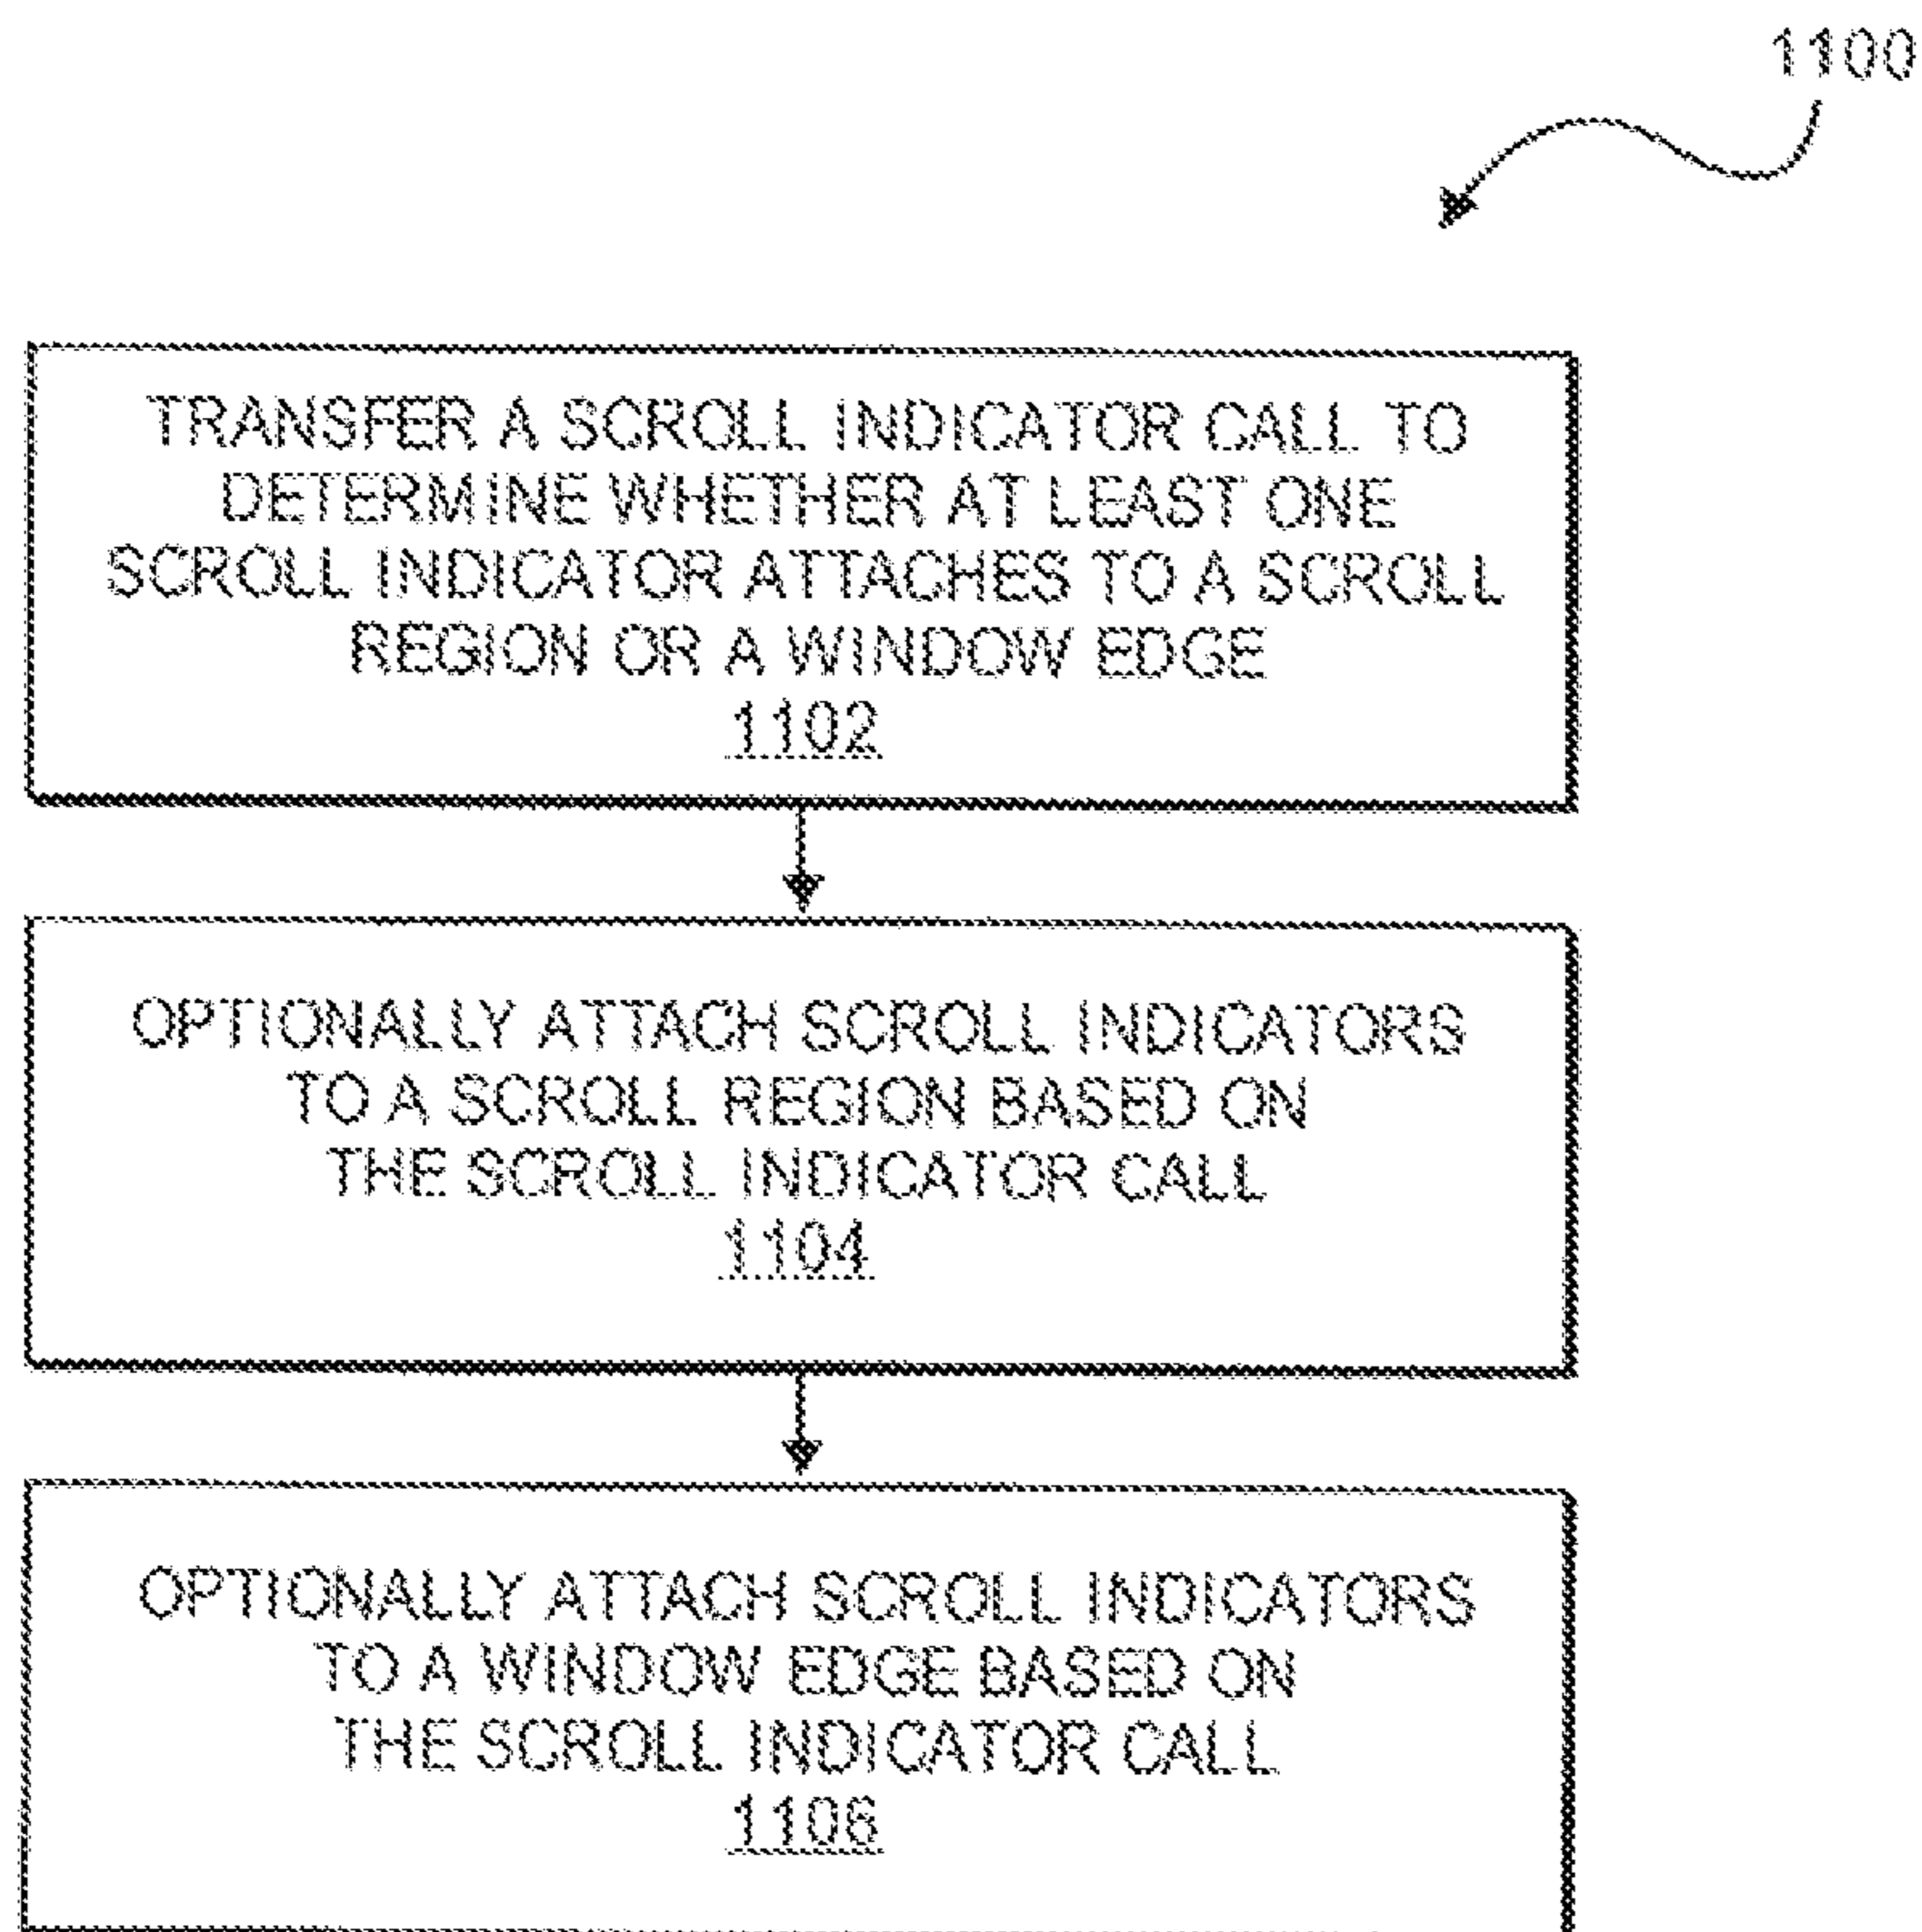 1100
TRANSFER A SCROLL INDICATOR CALL TO
DETERMINE WHETHER AT LEAST ONE
SCROLL INDICATOR ATTACHES TO A SCROLL
REGION OR A WINDOW EDGE
1102
OPTIONALLY ATTACH SCROLL INDICATORS
TO A SCROLL REGION BASED ON
THE SCROLL INDICATOR CALL
1104
OPTIONALLY ATTACH SCROLL INDICATORS
TO A WINDOW EDGE BASED ON
THE SCROLL INDICATOR CALL
1106